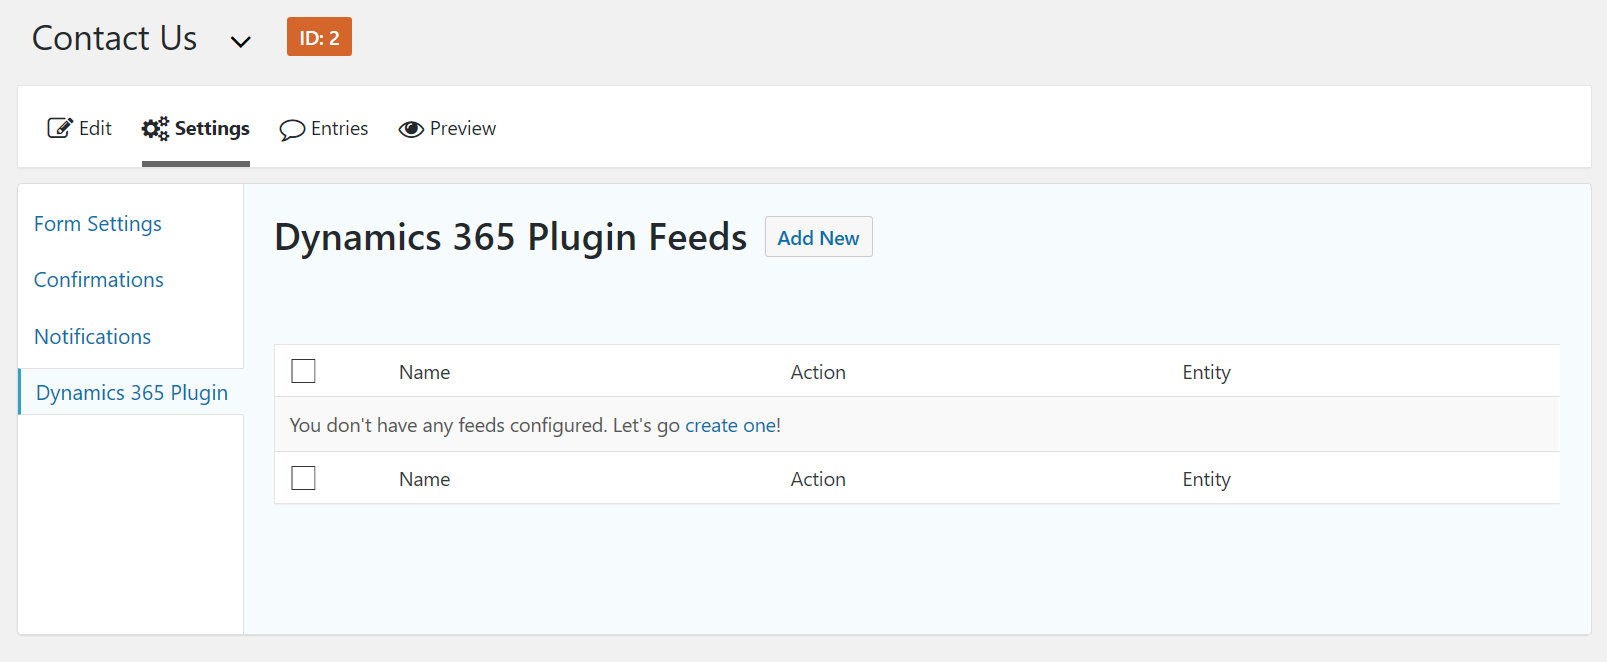 Contact Us ID: 2
Edit Settings Entries Preview
Form Settings
Confirmations
Notifications
Dynamics 365 Plugin
Dynamics 365 Plugin Feeds Add New
Name Action Entity
You don't have any feeds configured. Let's go create one!
Name Action Entity